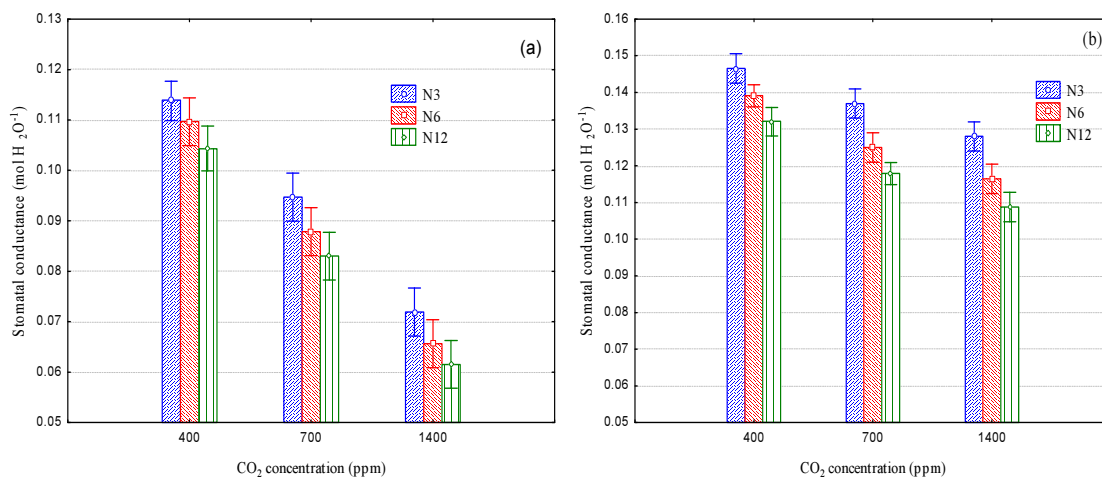 (a)
Stomatal conductance (mol H₂O⁻¹)
0.13
0.12
0.11
0.10
0.09
0.08
0.07
0.06
0.05
N3
N6
N12
400 700 1400
CO₂ concentration (ppm)
(b)
Stomatal conductance (mol H₂O⁻¹)
0.16
0.15
0.14
0.13
0.12
0.11
0.10
0.09
0.08
0.07
0.06
0.05
N3
N6
N12
400 700 1400
CO₂ concentration (ppm)